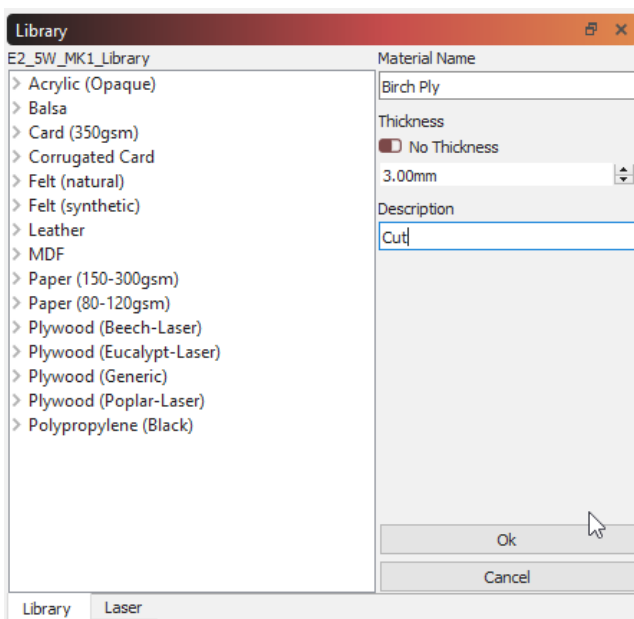 Library
E2_5W_MK1_Library
Acrylic (Opaque)
Balsa
Card (350gsm)
Corrugated Card
Felt (natural)
Felt (synthetic)
Leather
MDF
Paper (150-300gsm)
Paper (80-120gsm)
Plywood (Beech-Laser)
Plywood (Eucalypt-Laser)
Plywood (Generic)
Plywood (Poplar-Laser)
Polypropylene (Black)
Material Name
Birch Ply
Thickness
No Thickness
3.00mm
Description
Cut
Ok
Cancel
Library Laser